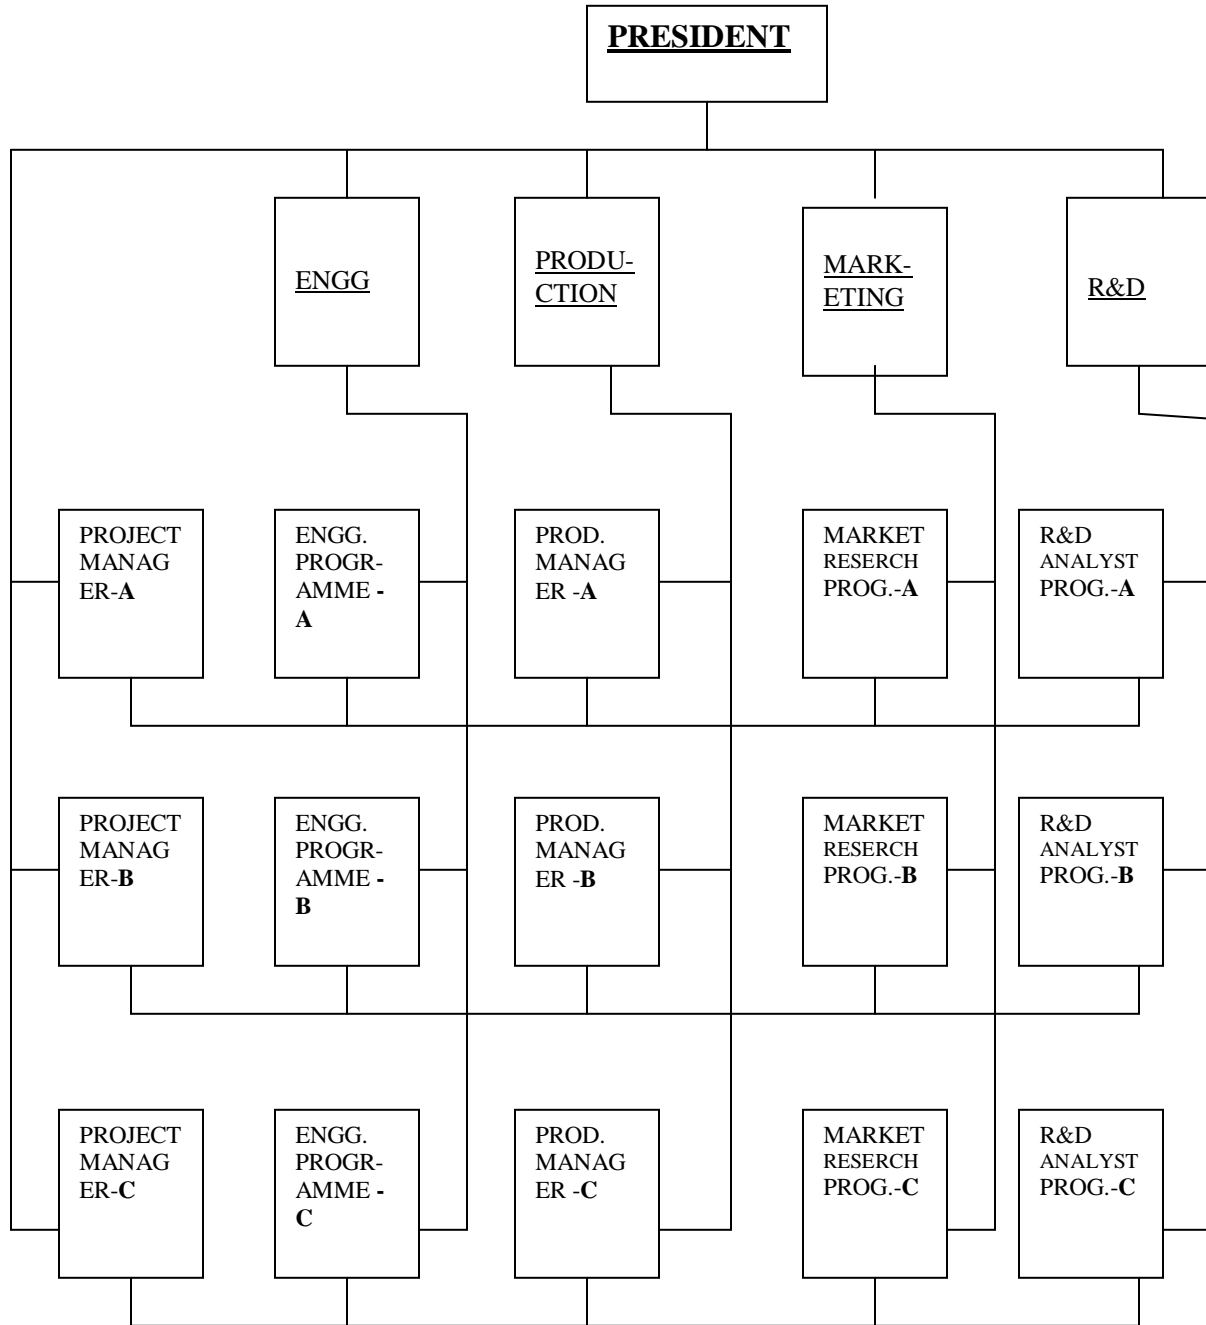 PRESIDENT
ENGG
PRODU-
CTION
MARK-
ETING
R&D
PROJECT
MANAG
ER-A
ENGG.
PROGR-
AMME -
A
PROD.
MANAG
ER -A
MARKET
RESERCH
PROG.-A
R&D
ANALYST
PROG.-A
PROJECT
MANAG
ER-B
ENGG.
PROGR-
AMME -
B
PROD.
MANAG
ER -B
MARKET
RESERCH
PROG.-B
R&D
ANALYST
PROG.-B
PROJECT
MANAG
ER-C
ENGG.
PROGR-
AMME -
C
PROD.
MANAG
ER -C
MARKET
RESERCH
PROG.-C
R&D
ANALYST
PROG.-C